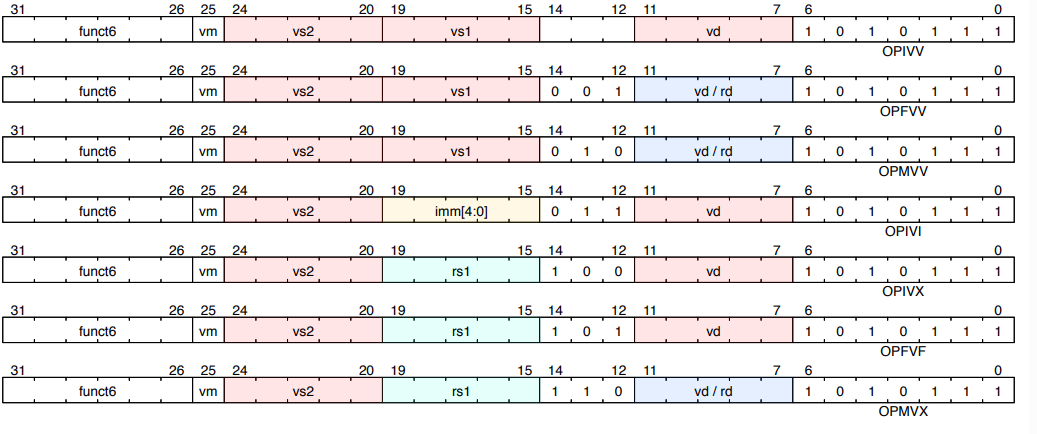 31 26 25 24 20 19 15 14 12 11 7 6 0
funct6 vm vs2 vs1 vd 1 0 1 0 1 1 1
OPIVV
31 26 25 24 20 19 15 14 12 11 7 6 0
funct6 vm vs2 vs1 0 0 1 vd / rd 1 0 1 0 1 1 1
OPFVV
31 26 25 24 20 19 15 14 12 11 7 6 0
funct6 vm vs2 vs1 0 1 0 vd / rd 1 0 1 0 1 1 1
OPMVV
31 26 25 24 20 19 15 14 12 11 7 6 0
funct6 vm vs2 imm[4:0] 0 1 1 vd 1 0 1 0 1 1 1
OPIVI
31 26 25 24 20 19 15 14 12 11 7 6 0
funct6 vm vs2 rs1 1 0 0 vd 1 0 1 0 1 1 1
OPIVX
31 26 25 24 20 19 15 14 12 11 7 6 0
funct6 vm vs2 rs1 1 0 1 vd 1 0 1 0 1 1 1
OPFVF
31 26 25 24 20 19 15 14 12 11 7 6 0
funct6 vm vs2 rs1 1 1 0 vd / rd 1 0 1 0 1 1 1
OPMVX